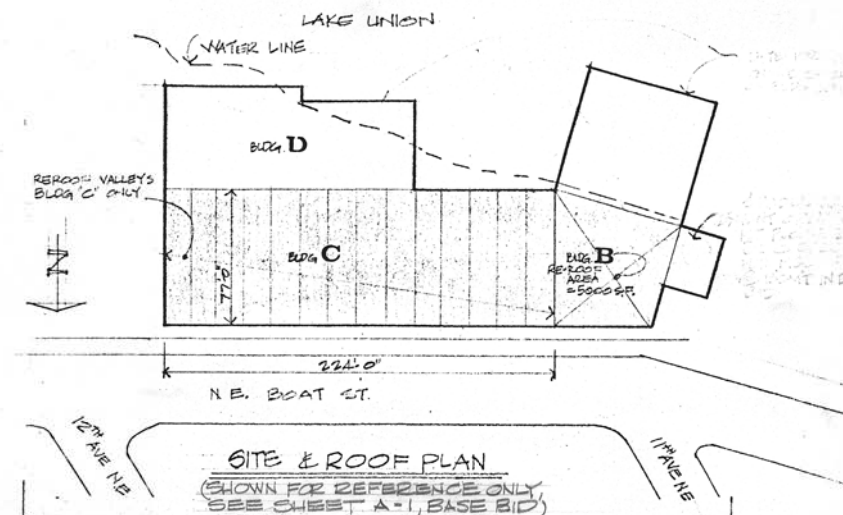 LAKE UNION
WATER LINE
BLDG. D
REROOF VALLEYS
BLDG "C" ONLY
N
77'-0"
BLDG C
BLDG. B
RE-ROOF
AREA
=5000 S.F.
224'-0"
N.E. BOAT ST.
12TH AVE NE
11TH AVE NE
SITE & ROOF PLAN
(SHOWN FOR REFERENCE ONLY,
SEE SHEET A-1, BASE BID)